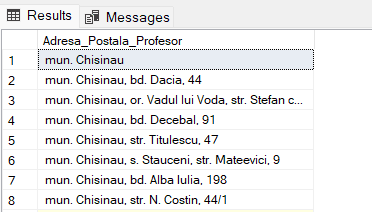 Results Messages
Adresa_Postala_Profesor
1 mun. Chisinau
2 mun. Chisinau, bd. Dacia, 44
3 mun. Chisinau, or. Vadul lui Voda, str. Stefan c...
4 mun. Chisinau, bd. Decebal, 91
5 mun. Chisinau, str. Titulescu, 47
6 mun. Chisinau, s. Stauceni, str. Mateevici, 9
7 mun. Chisinau, bd. Alba Iulia, 198
8 mun. Chisinau, str. N. Costin, 44/1